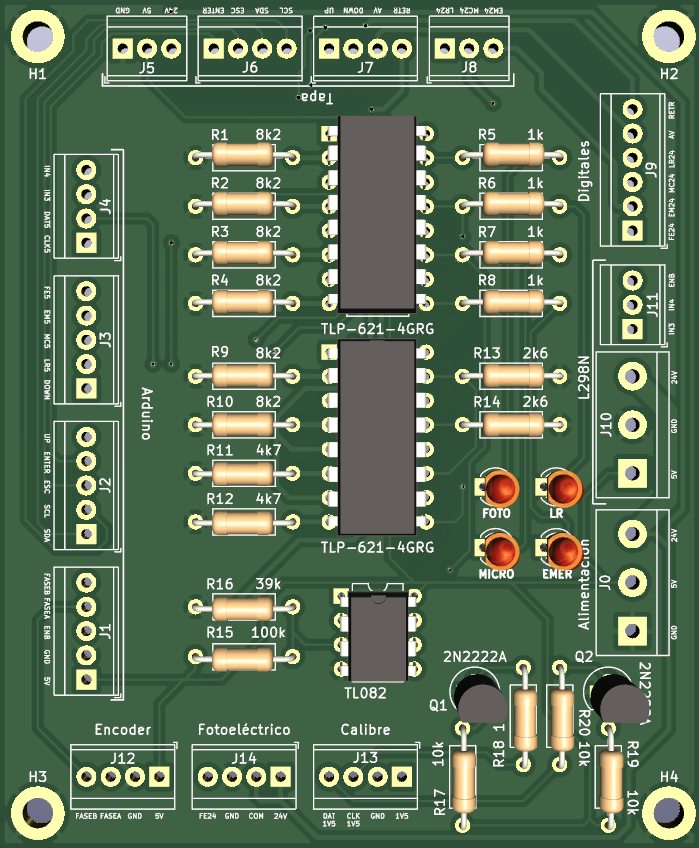 GND 5V 24V
ENTER ESC SDA SCL
UP DOWN AV RETR
LR24 MC24 EM24
H1
J5
J6
J7
J8
H2
Tapa
R1 8k2
R5 1k
R2 8k2
R6 1k
R3 8k2
R7 1k
R4 8k2
R8 1k
TLP-621-4GRG
RETR
AV
LR24
MC24
EM24
FE24
J9
Digitales
IN4
IN3
DAT5
CLK5
J4
ENB
IN4
IN3
J11
FE5
EM5
MC5
LR5
DOWN
J3
Arduino
R9 8k2
R13 2k6
R10 8k2
R14 2k6
R11 4k7
R12 4k7
TLP-621-4GRG
L298N
24V
GND
5V
J10
UP
ENTER
ESC
SCL
SDA
J2
FOTO
LR
MICRO
EMER
24V
5V
GND
J0
Alimentación
FASEB
FASEA
ENB
GND
5V
J1
R16 39k
R15 100k
TL082
2N2222A
Q1
Q2
R18
R20 10k
R17 10k
R19 10k
Encoder
J12
FASEB FASEA GND 5V
Fotoeléctrico
J14
FE24 GND COM 24V
Calibre
J13
DAT 1V5
CLK 1V5
GND
1V5
H3
H4